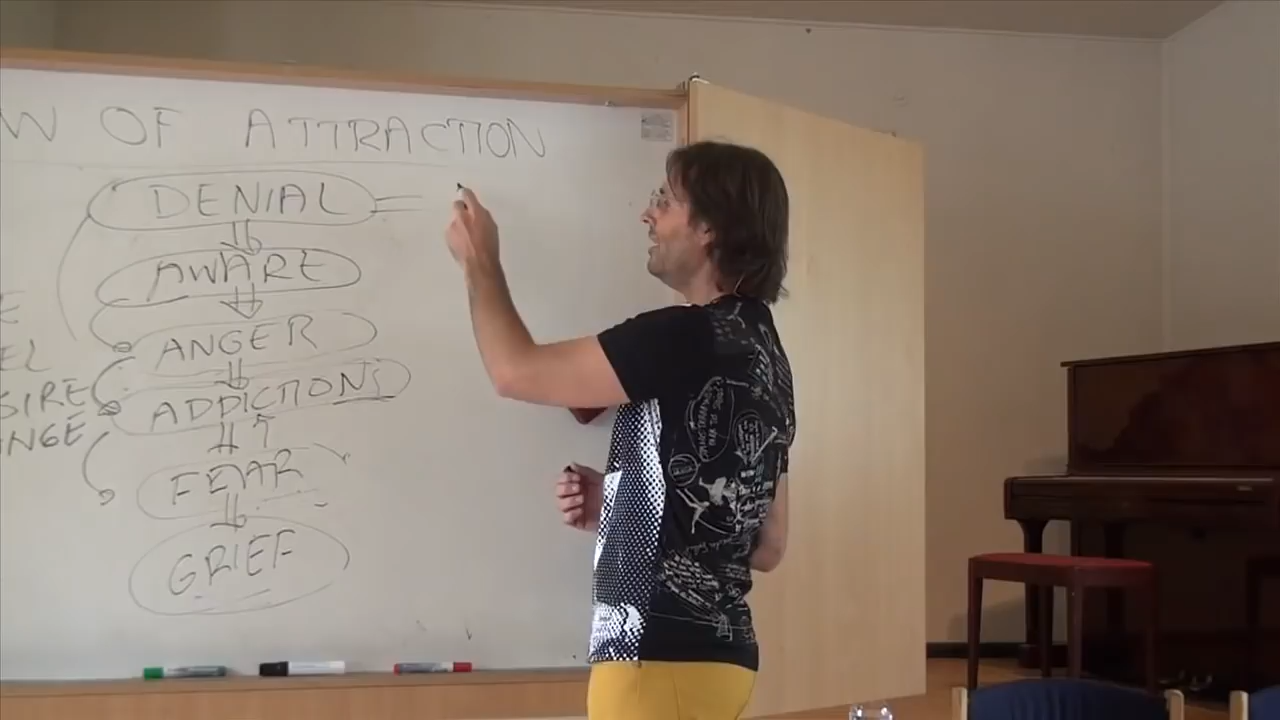 W OF ATTRACTION
DENIAL =
AWARE
ANGER
EL
ADDICTIONS
SIRE
NGE
FEAR
GRIEF